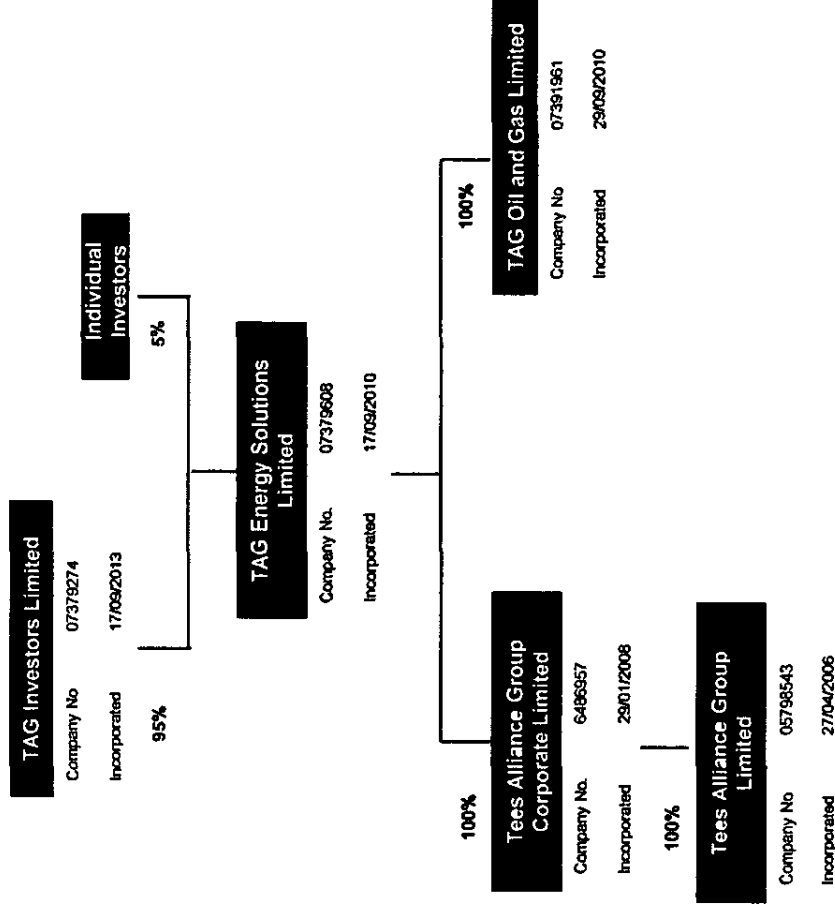 TAG Investors Limited
Company No 07379274
Incorporated 17/09/2013
95%
Individual
Investors
5%
TAG Energy Solutions
Limited
Company No. 07379608
Incorporated 17/09/2010
100%
Tees Alliance Group
Corporate Limited
Company No. 6486957
Incorporated 29/01/2008
100%
TAG Oil and Gas Limited
Company No 07391961
Incorporated 29/09/2010
100%
Tees Alliance Group
Limited
Company No 05798543
Incorporated 27/04/2006